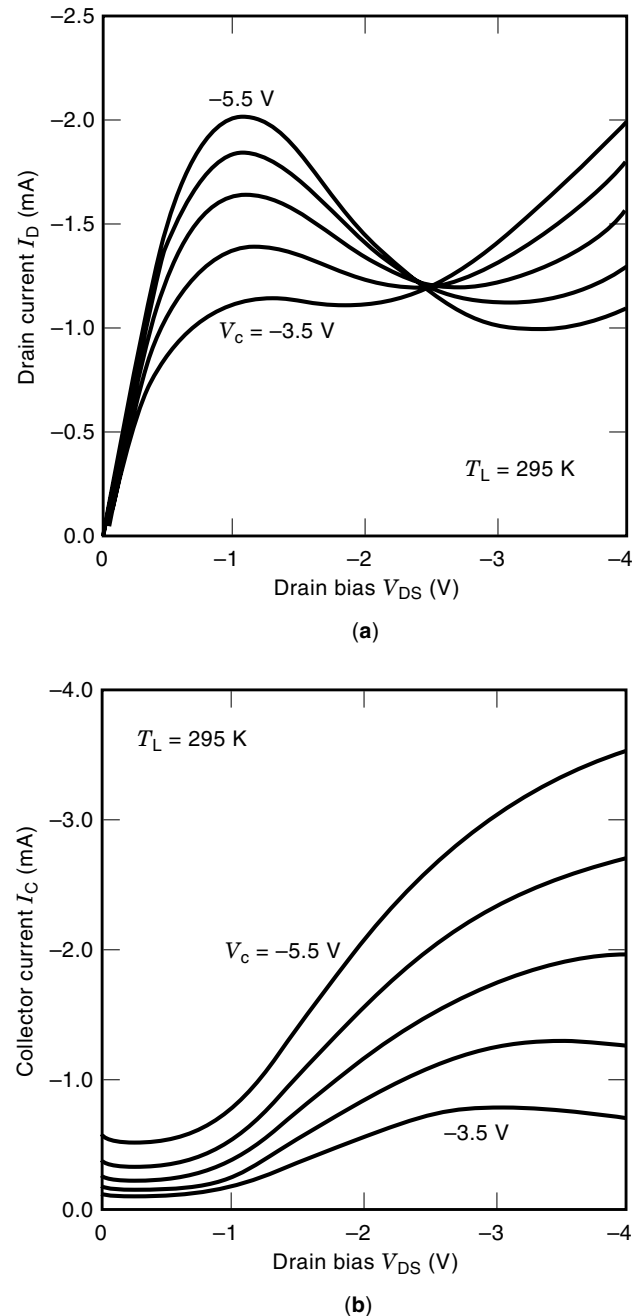 –2.5
–2.0
–1.5
–1.0
–0.5
0.0
Drain current I_D (mA)
–5.5 V
V_c = –3.5 V
T_L = 295 K
0 –1 –2 –3 –4
Drain bias V_DS (V)
(a)
–4.0
–3.0
–2.0
–1.0
0.0
Collector current I_C (mA)
T_L = 295 K
V_c = –5.5 V
–3.5 V
0 –1 –2 –3 –4
Drain bias V_DS (V)
(b)